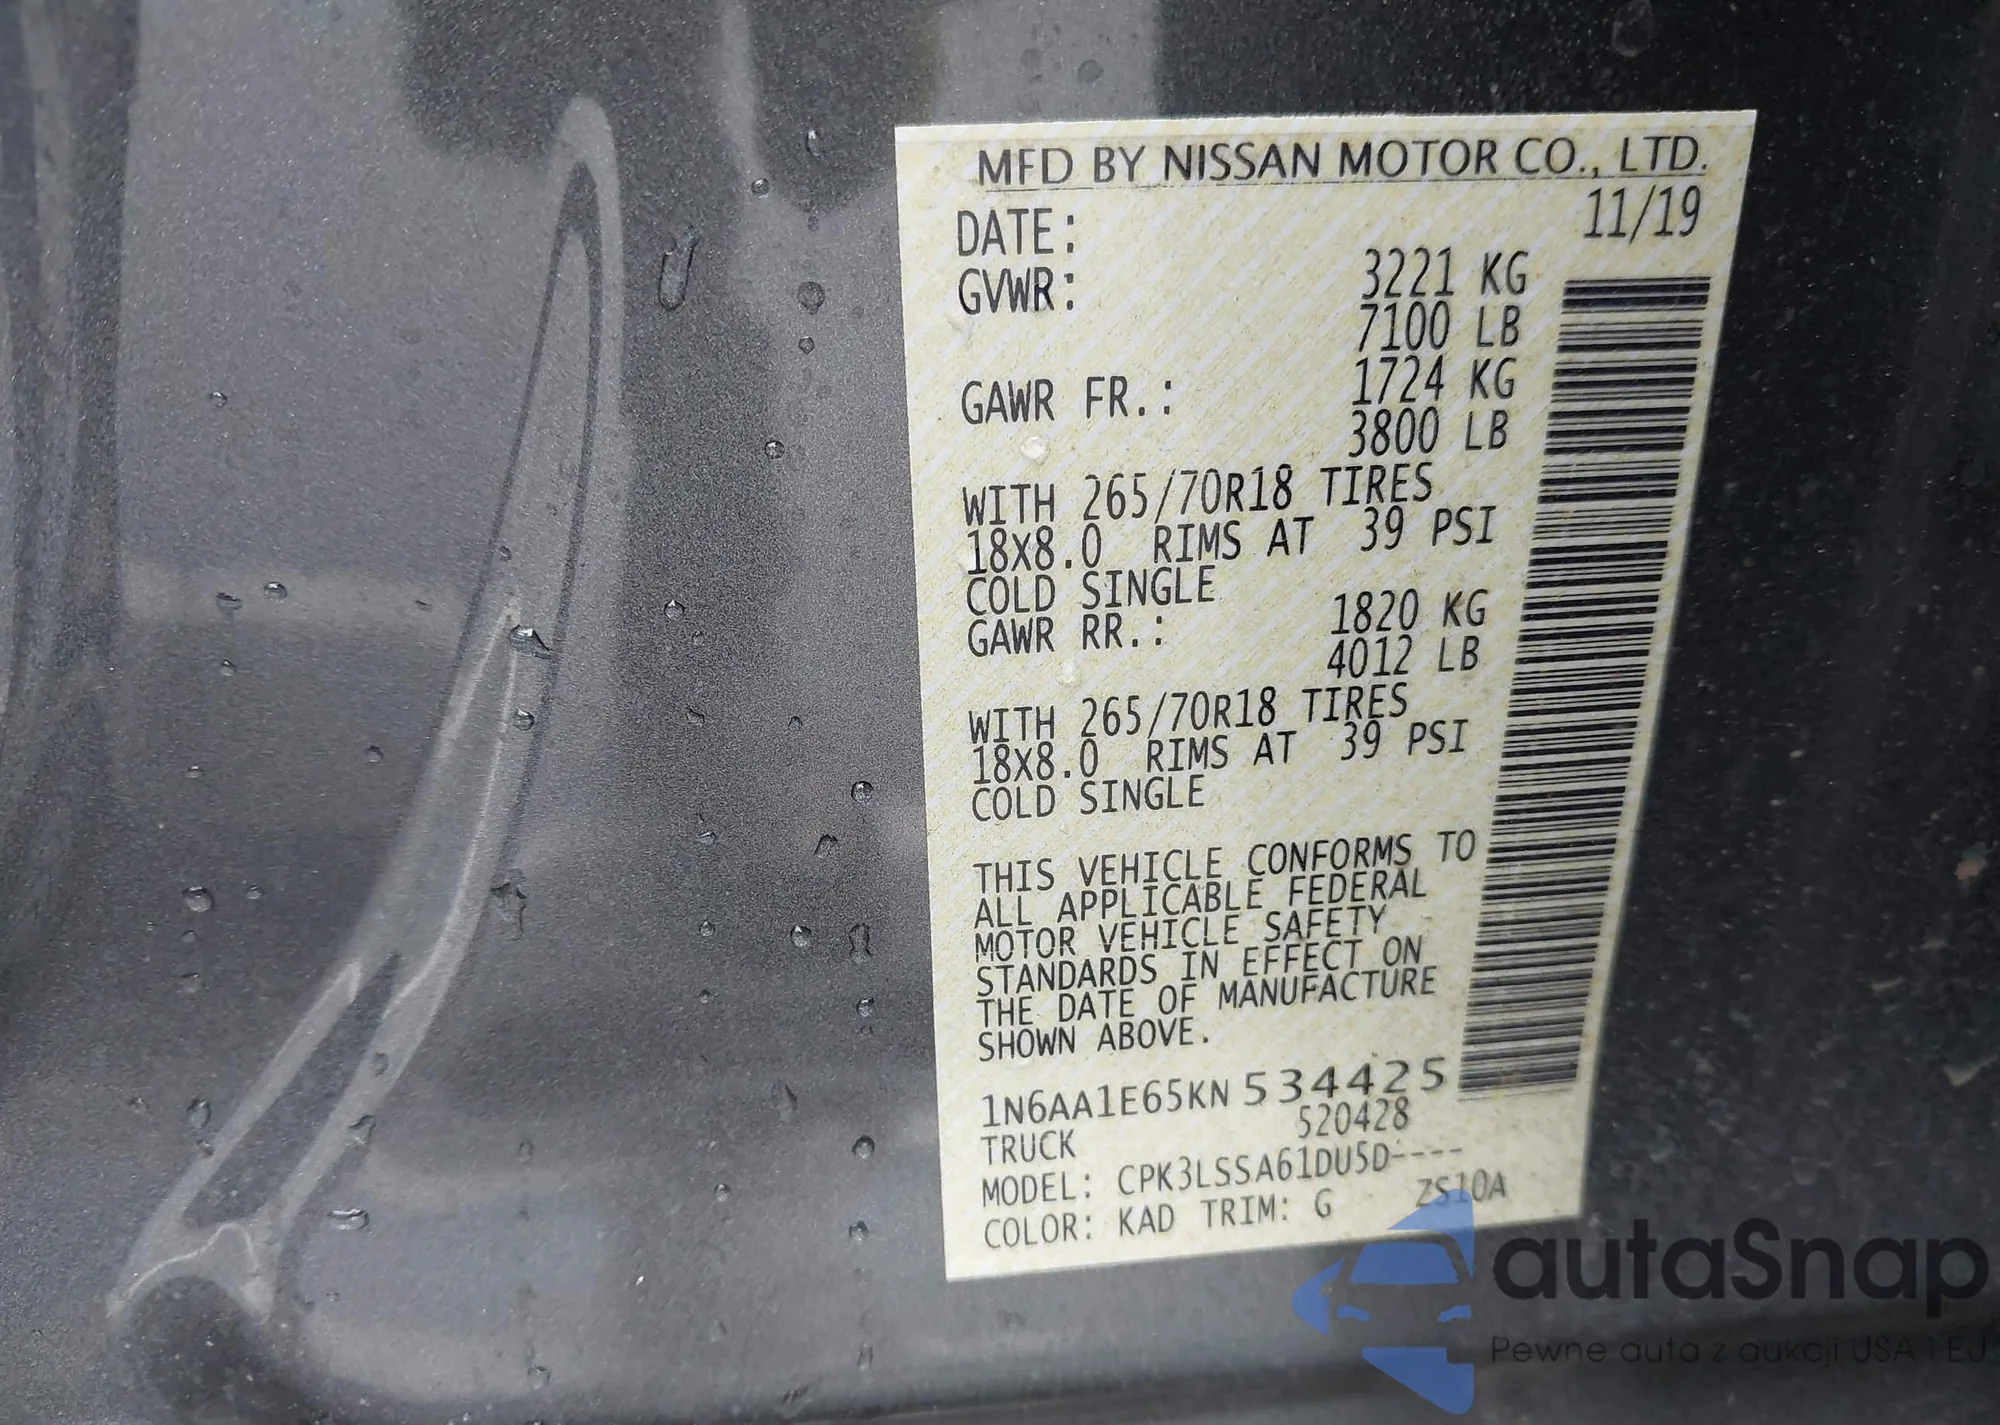 MFD BY NISSAN MOTOR CO., LTD.
DATE: 11/19
GVWR: 3221 KG
7100 LB
GAWR FR.: 1724 KG
3800 LB
WITH 265/70R18 TIRES
18X8.0 RIMS AT 39 PSI
COLD SINGLE
GAWR RR.: 1820 KG
4012 LB
WITH 265/70R18 TIRES
18X8.0 RIMS AT 39 PSI
COLD SINGLE
THIS VEHICLE CONFORMS TO
ALL APPLICABLE FEDERAL
MOTOR VEHICLE SAFETY
STANDARDS IN EFFECT ON
THE DATE OF MANUFACTURE
SHOWN ABOVE.
1N6AA1E65KN 534425
TRUCK 520428
MODEL: CPK3LSSA61DU5D----
COLOR: KAD TRIM: G ZS10A
autaSnap
Pewne auta z aukcji USA i EU